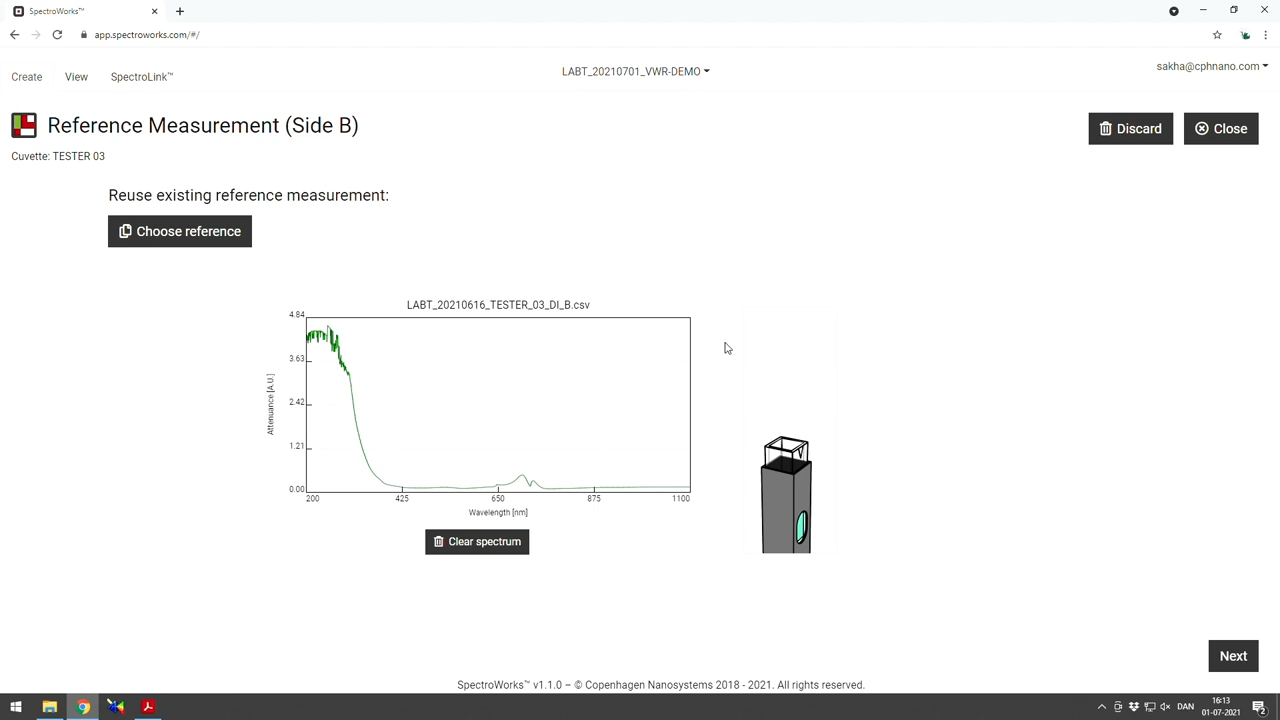 SpectroWorks™
app.spectroworks.com/#/
Create View SpectroLink™ LABT_20210701_VWR-DEMO sakha@cphnano.com
Reference Measurement (Side B)
Discard Close
Cuvette: TESTER 03
Reuse existing reference measurement:
Choose reference
LABT_20210616_TESTER_03_DI_B.csv
4.84
3.63
2.42
1.21
0.00
Attenuance [A.U.]
200 425 650 875 1100
Wavelength [nm]
Clear spectrum
Next
SpectroWorks™ v1.1.0 – © Copenhagen Nanosystems 2018 - 2021. All rights reserved.
DAN
16:13
01-07-2021
2